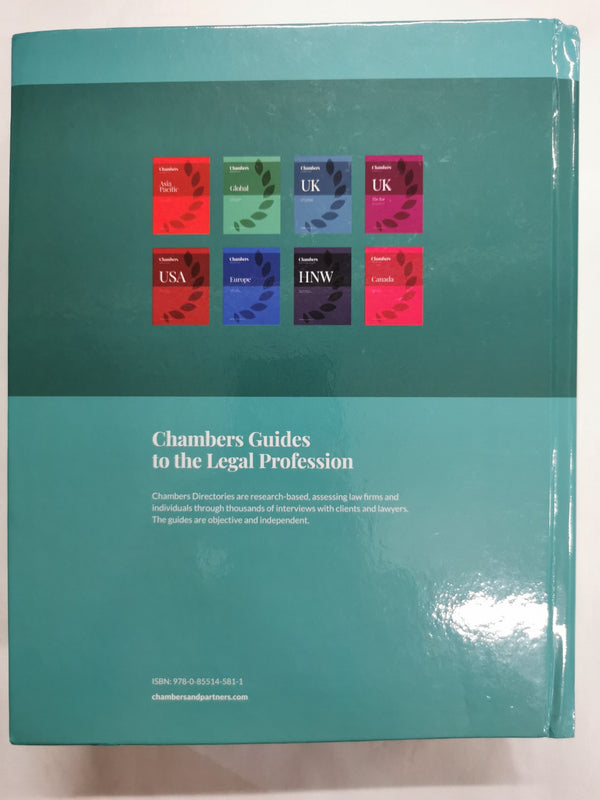 Chambers
Asia
Pacific
Chambers
Global
Chambers
UK
Chambers
UK
The Bar
Chambers
USA
Chambers
Europe
Chambers
HNW
Chambers
Canada
Chambers Guides
to the Legal Profession
Chambers Directories are research-based, assessing law firms and
individuals through thousands of interviews with clients and lawyers.
The guides are objective and independent.
ISBN: 978-0-85514-581-1
chambersandpartners.com